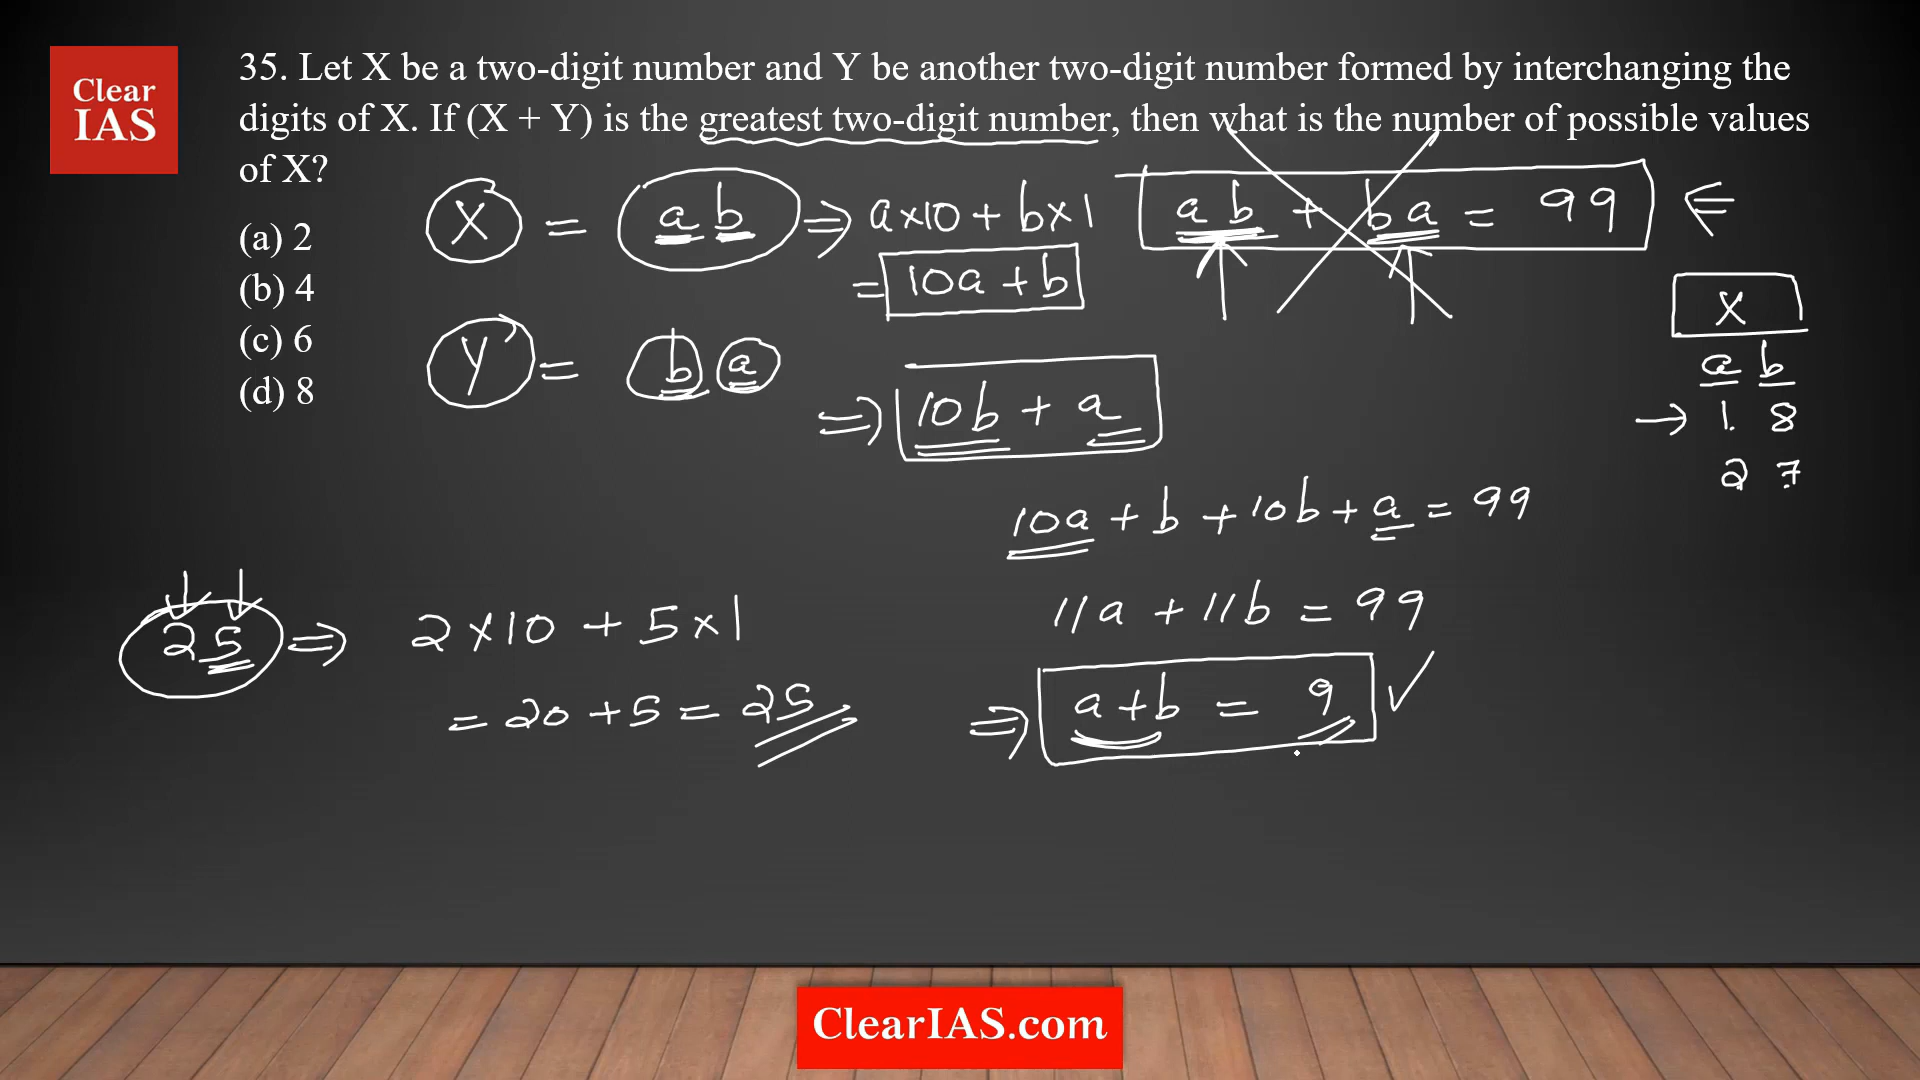 Clear
IAS
35. Let X be a two-digit number and Y be another two-digit number formed by interchanging the
digits of X. If (X + Y) is the greatest two-digit number, then what is the number of possible values
of X?
(a) 2
(b) 4
(c) 6
(d) 8
X = ab ⇒ a×10 + b×1
= 10a + b
ab + ba = 99 ⇐
Y = ba
⇒ 10b + a
X
a b
→ 1. 8
2 7
10a + b + 10b + a = 99
11a + 11b = 99
⇒ a+b = 9 ✓
25 ⇒ 2×10 + 5×1
= 20 + 5 = 25
ClearIAS.com